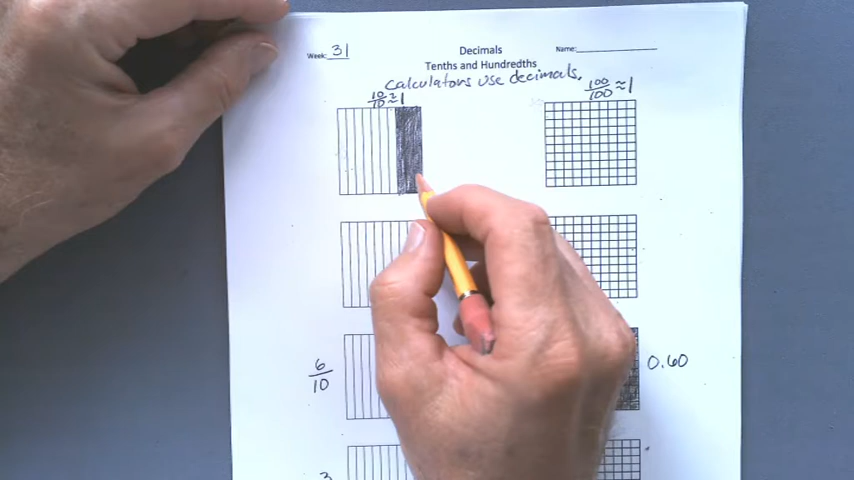 Week: 31 Decimals Name:
Tenths and Hundredths
Calculators use decimals.
10/10 ≈ 1 100/100 ≈ 1
6/10 0.60
3